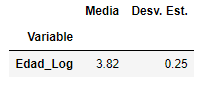 Media Desv. Est.
Variable
Edad_Log 3.82 0.25